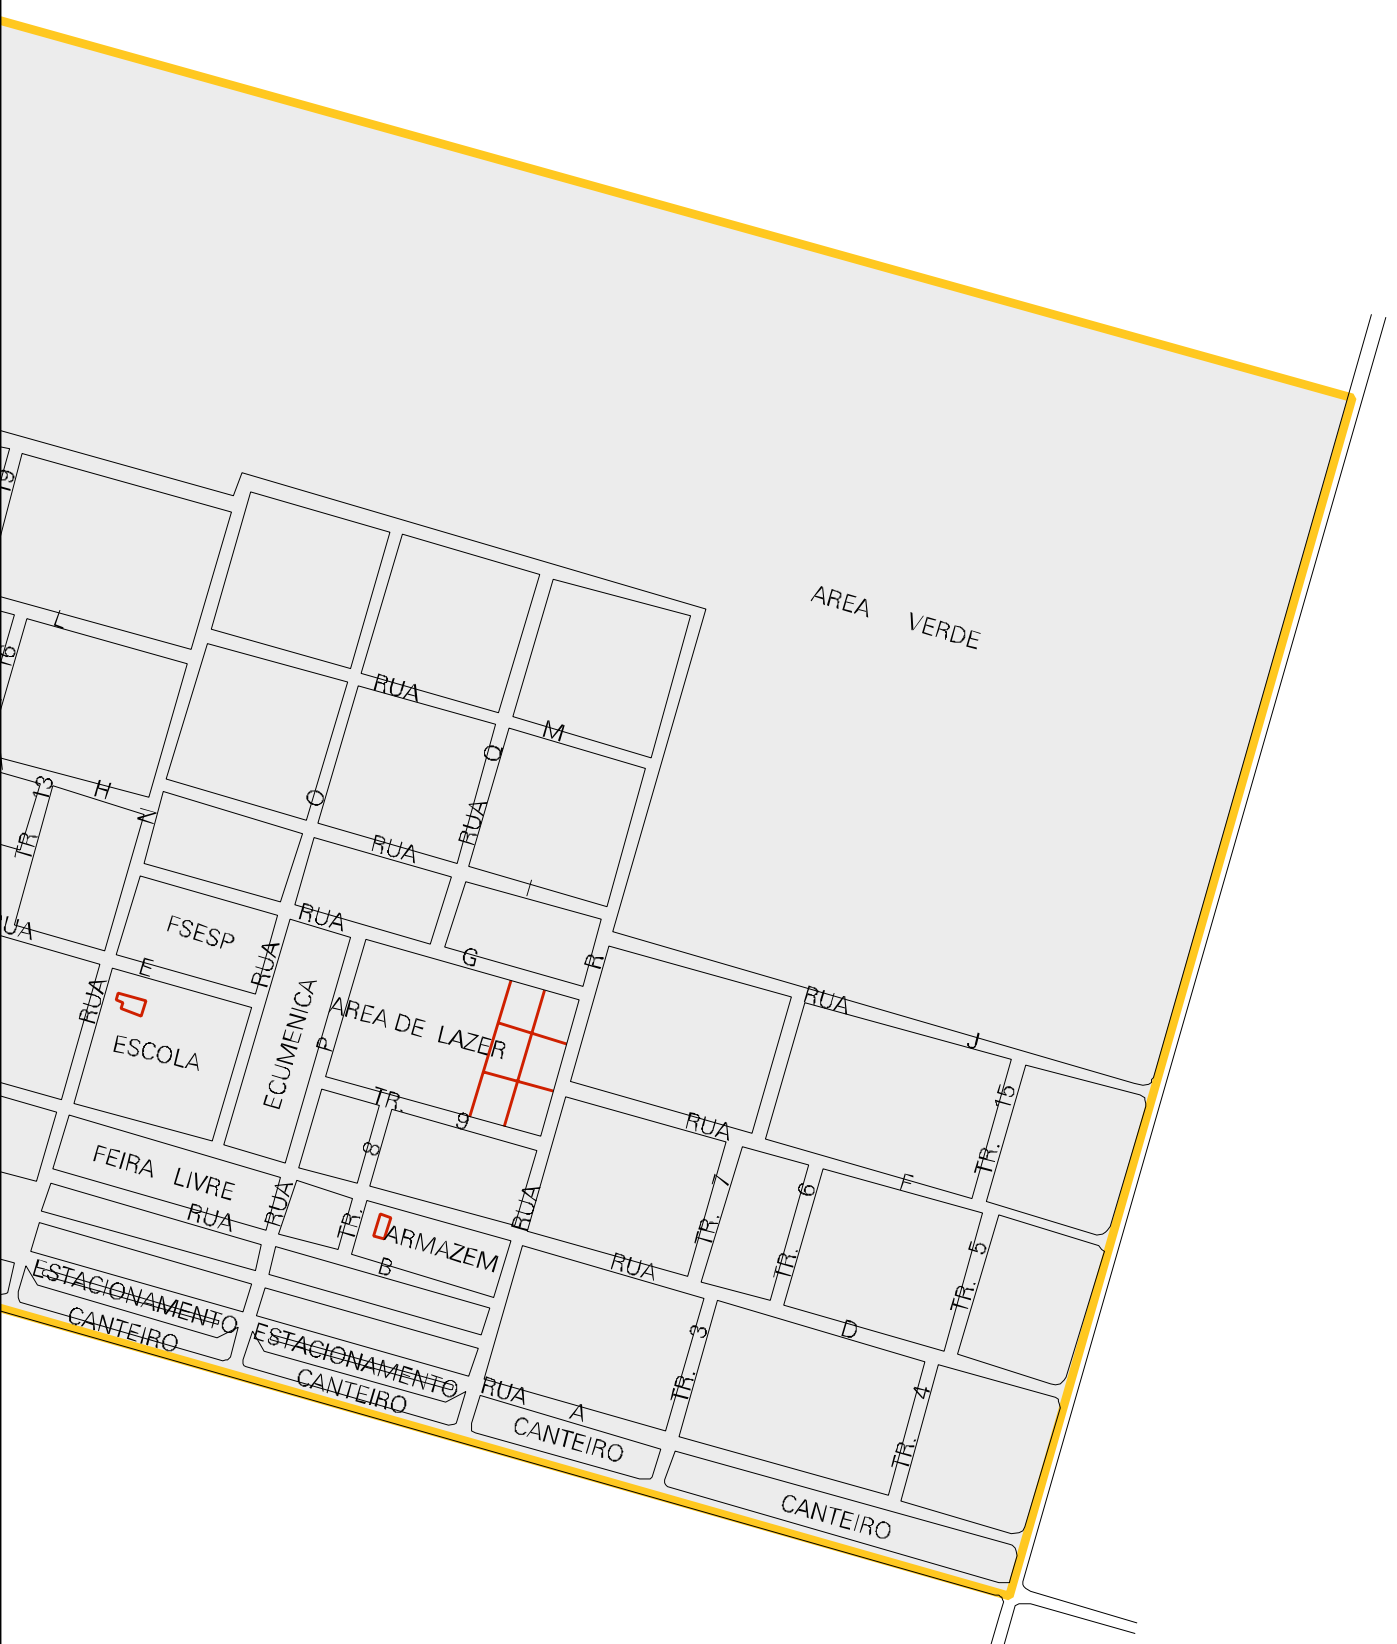 19
AREA VERDE
L
16
RUA
M
Q
13
H
O
N
RUA
TR
RUA
I
RUA
FSESP
RUA
G
RUA
E
R
RUA
RUA
AREA DE LAZER
P
J
ECUMENICA
ESCOLA
TR.
15
9
RUA
8
TR.
FEIRA LIVRE
7
6
F
RUA
RUA
RUA
TR.
TR.
ARMAZEM
5
B
RUA
TR.
TR.
ESTACIONAMENTO
CANTEIRO
3
D
ESTACIONAMENTO
CANTEIRO
RUA
A
TR.
4
CANTEIRO
TR.
CANTEIRO